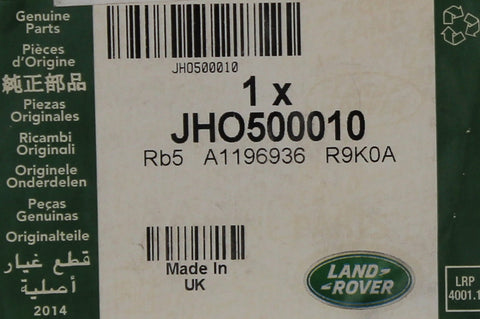 Genuine
Parts
Pièces
d'Origine
純正部品
Piezas
Originales
Ricambi
Originali
Originele
Onderdelen
Peças
Genuinas
Originalteile
قطع غيار
أصلية
2014
JHO500010
1 x
JHO500010
Rb5 A1196936 R9K0A
Made In
UK
LAND
ROVER
LRP
4001.1